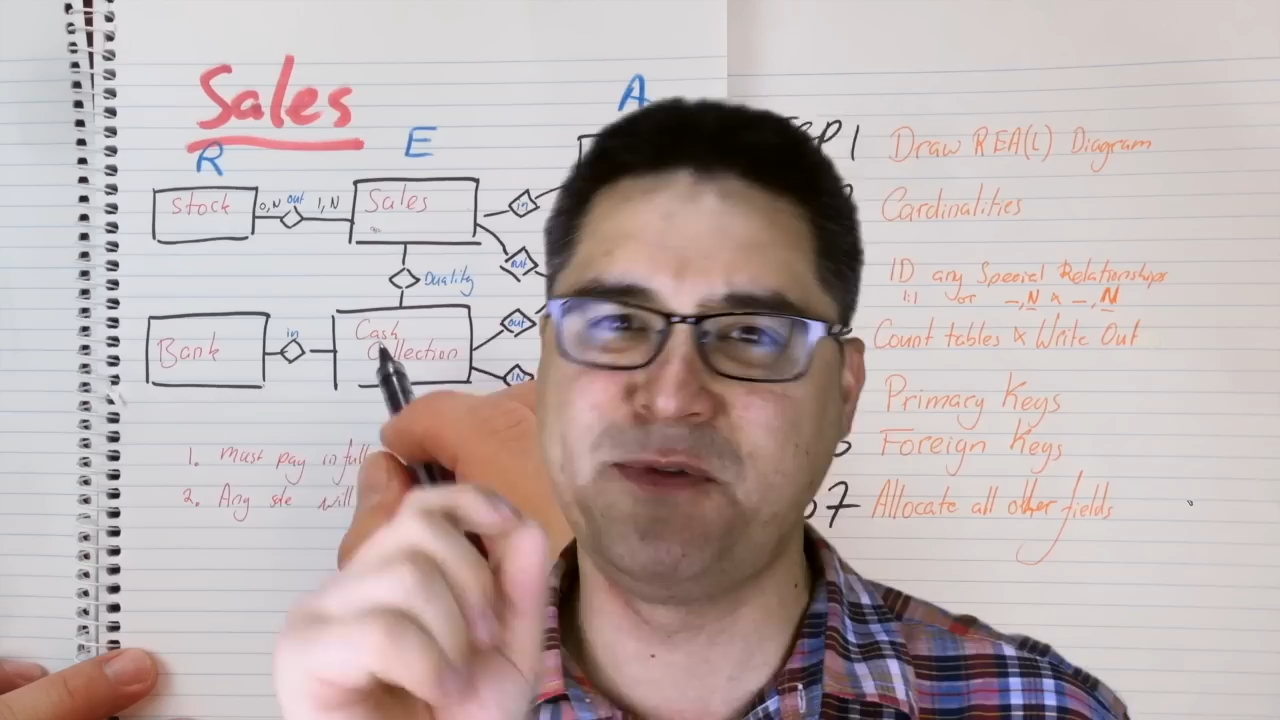 Sales
R E A
Stock 0,N out 1,N Sales in
out
Duality
Bank in Cash Collection out
IN
1. must pay in full
2. Any sale will
1 Draw REA(L) Diagram
Cardinalities
ID any Special Relationships
1:1 or -,N & -,N
Count tables & Write Out
Primary Keys
Foreign Keys
7 Allocate all other fields